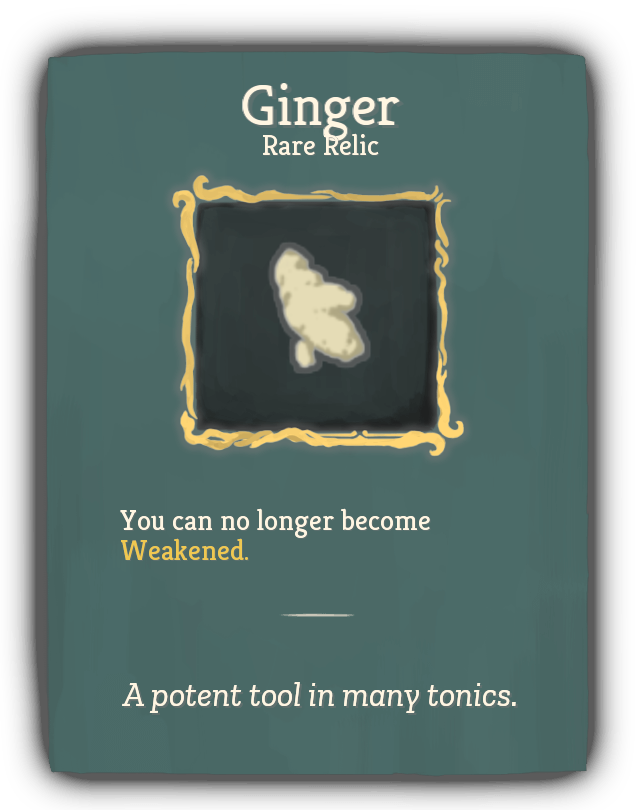 Ginger
Rare Relic
You can no longer become
Weakened.
A potent tool in many tonics.